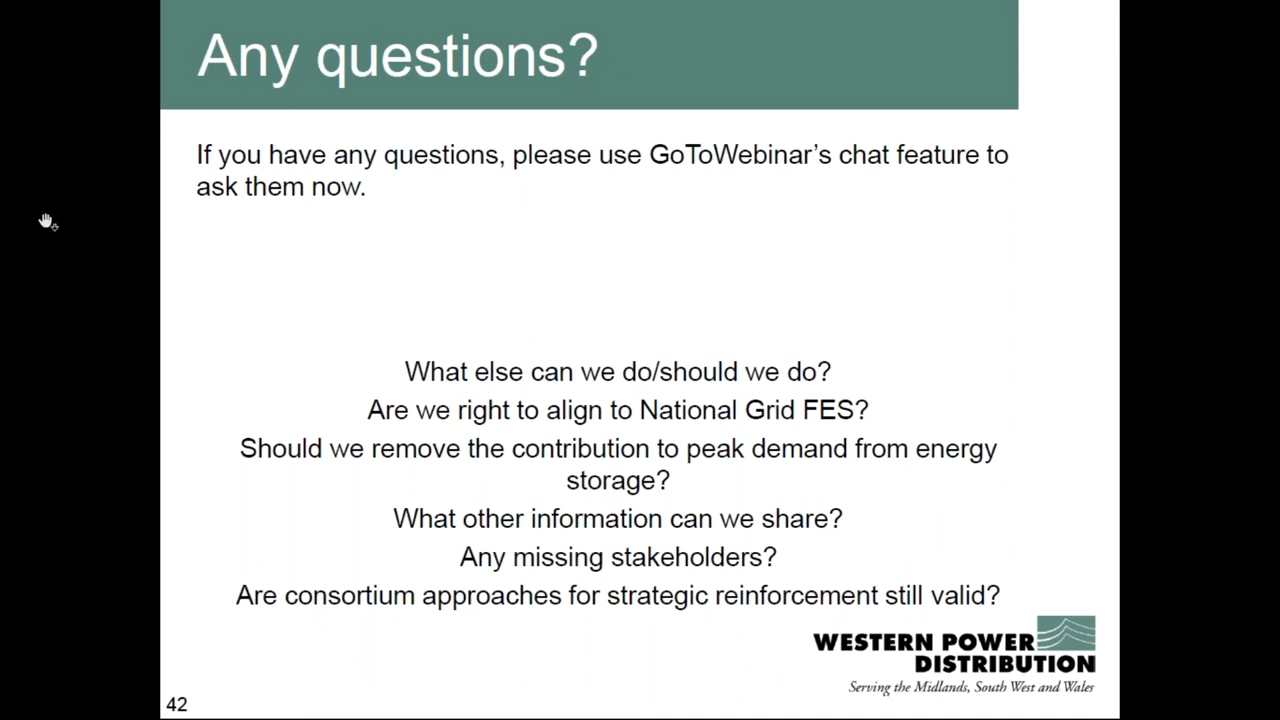 Any questions?
If you have any questions, please use GoToWebinar’s chat feature to
ask them now.
What else can we do/should we do?
Are we right to align to National Grid FES?
Should we remove the contribution to peak demand from energy
storage?
What other information can we share?
Any missing stakeholders?
Are consortium approaches for strategic reinforcement still valid?
WESTERN POWER
DISTRIBUTION
Serving the Midlands, South West and Wales
42